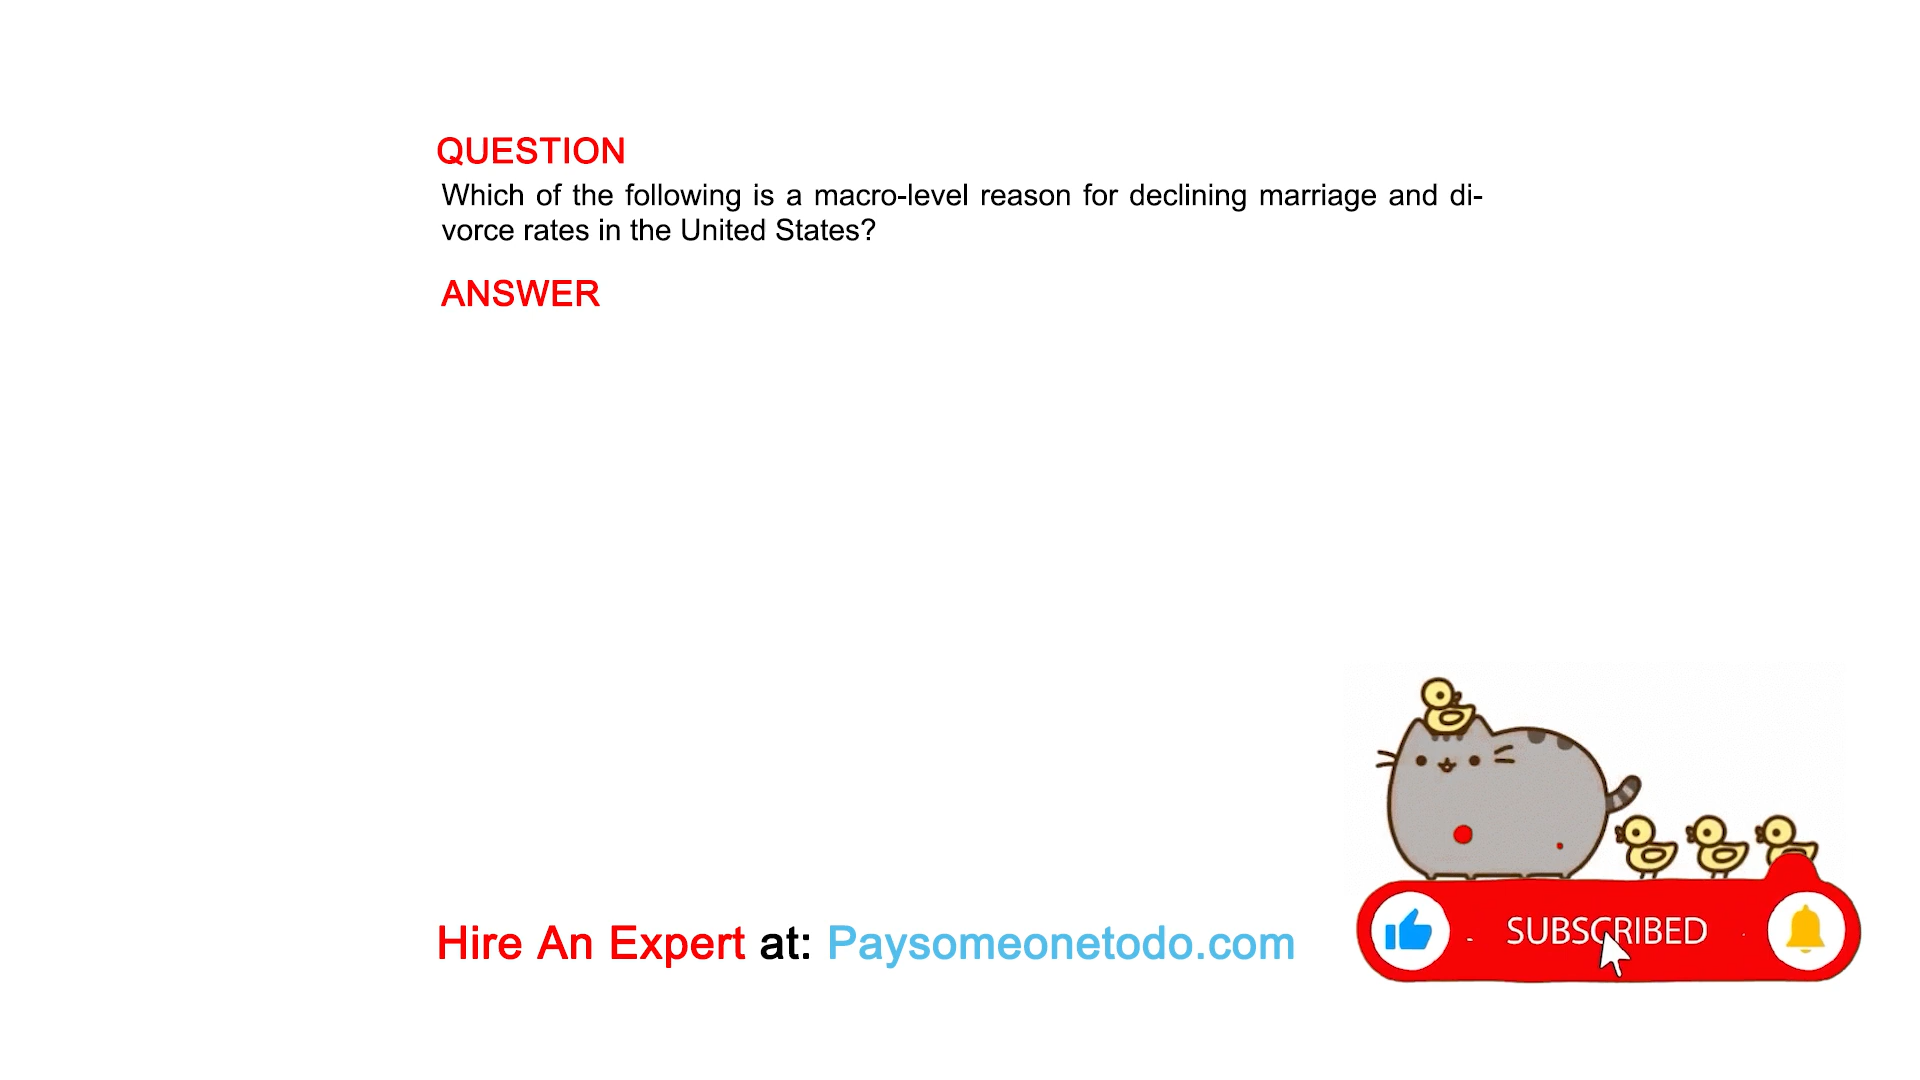 QUESTION
Which of the following is a macro-level reason for declining marriage and di-
vorce rates in the United States?
ANSWER
Hire An Expert at: Paysomeonetodo.com
SUBSCRIBED